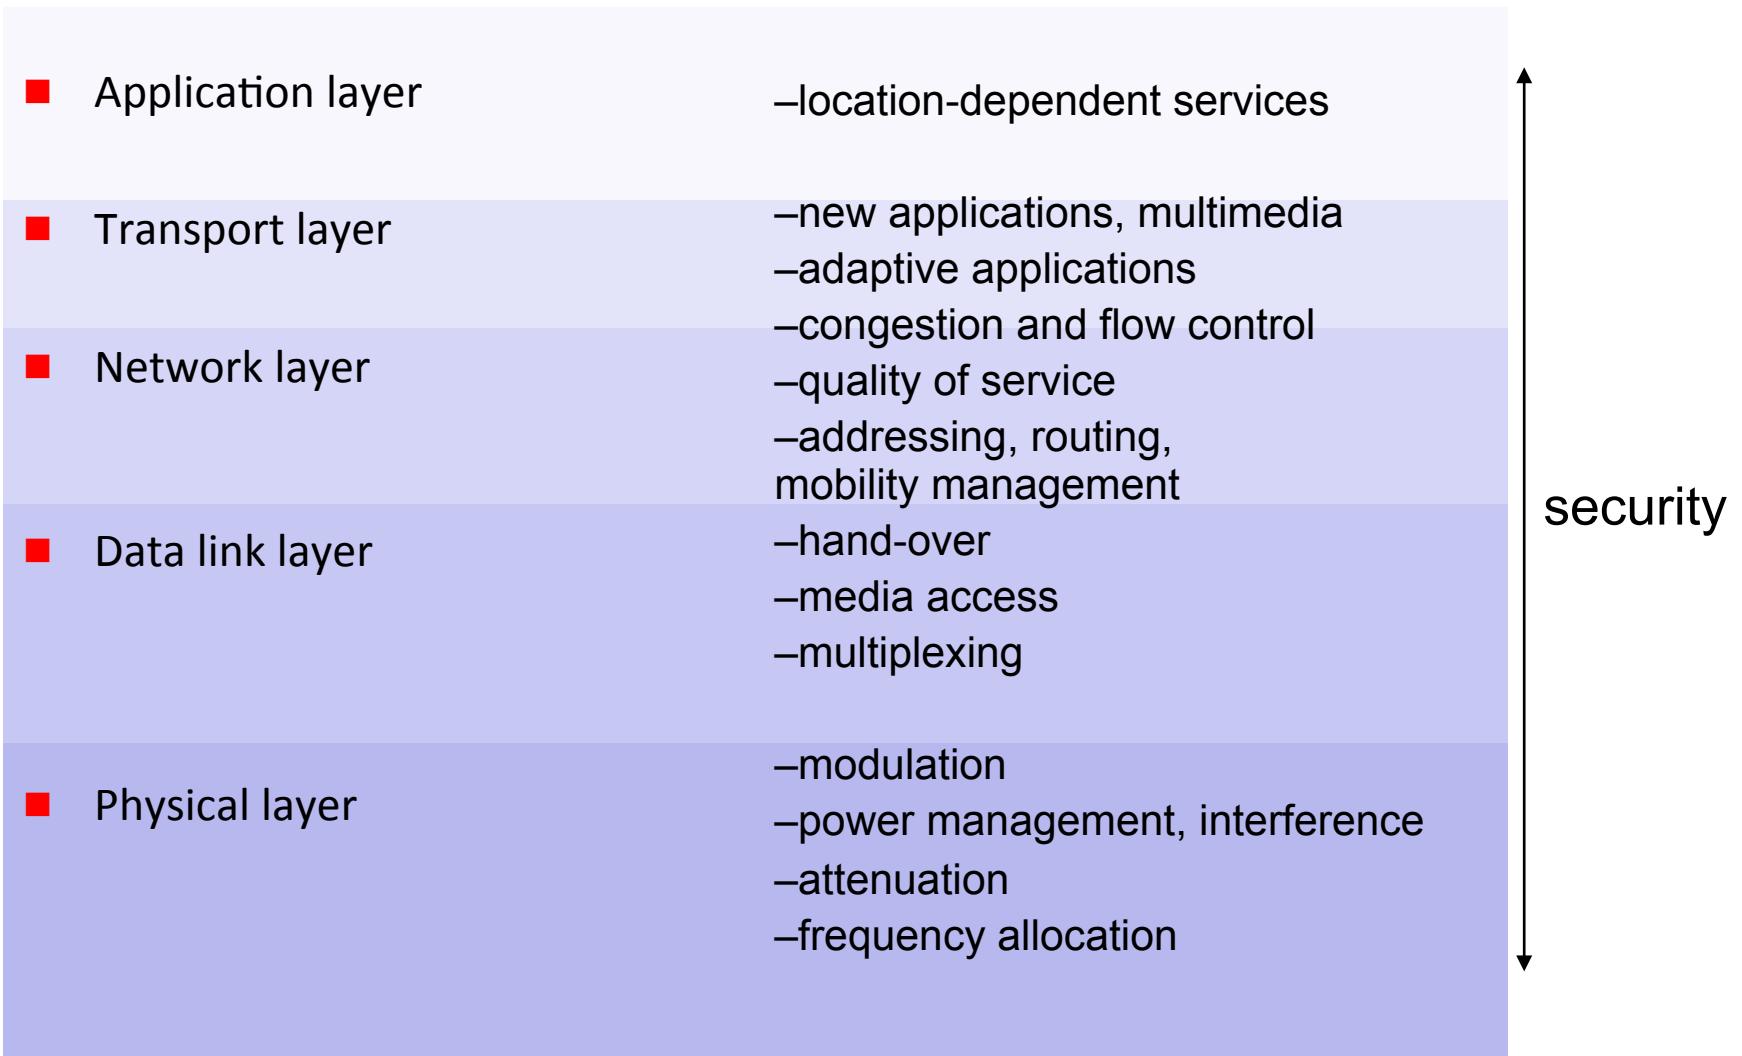 Application layer
–location-dependent services
Transport layer
–new applications, multimedia
–adaptive applications
–congestion and flow control
Network layer
–quality of service
–addressing, routing,
mobility management
security
Data link layer
–hand-over
–media access
–multiplexing
Physical layer
–modulation
–power management, interference
–attenuation
–frequency allocation